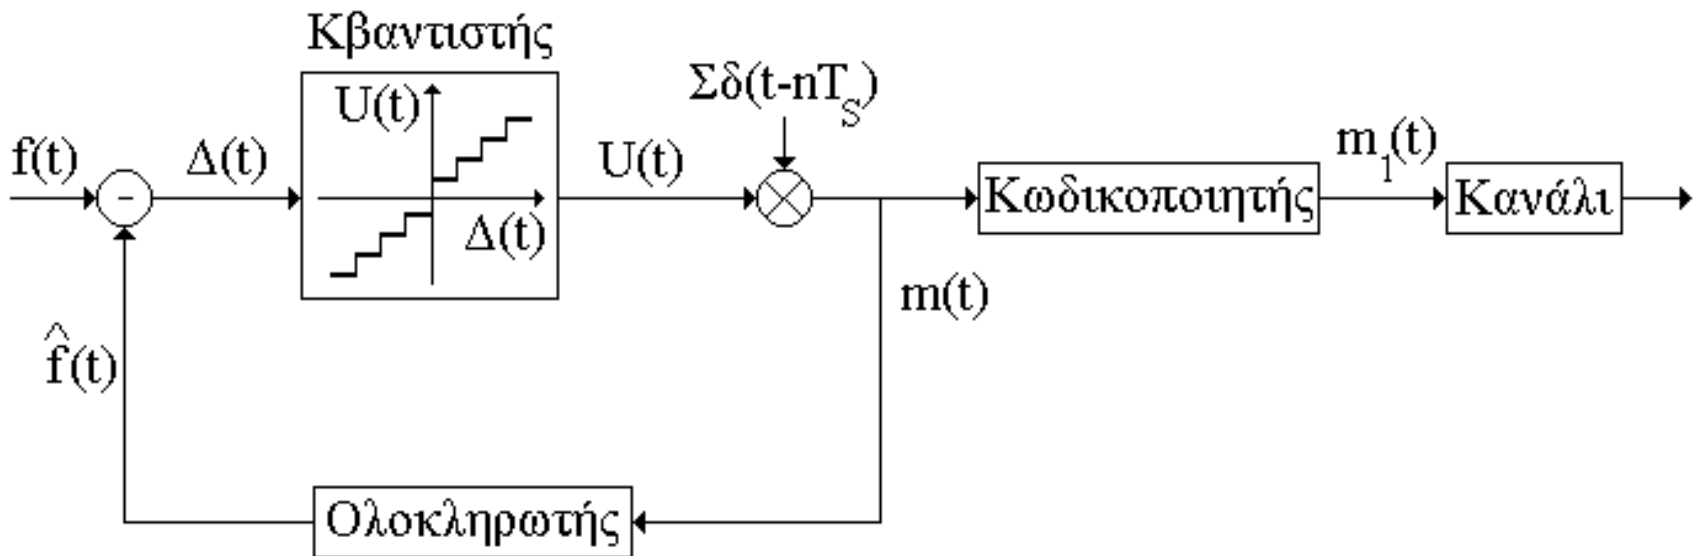 Κβαντιστής
U(t)
Δ(t)
f(t)
-
Δ(t)
U(t)
Σδ(t-nT_S)
Κωδικοποιητής
m_1(t)
Κανάλι
m(t)
f̂(t)
Ολοκληρωτής